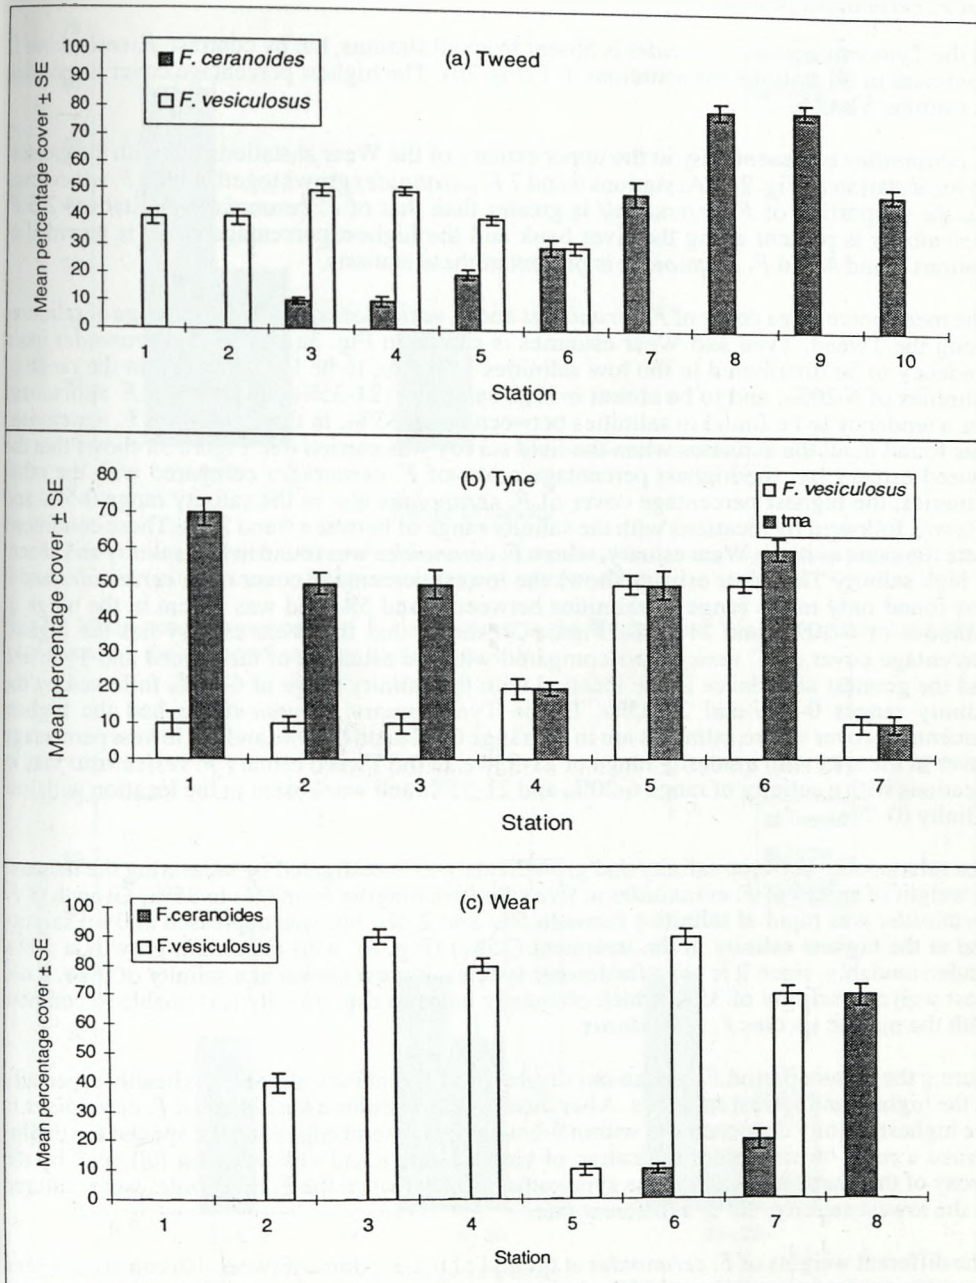 (a) Tweed
F. ceranoides
F. vesiculosus
Mean percentage cover ± SE
100
90
80
70
60
50
40
30
20
10
0
1 2 3 4 5 6 7 8 9 10
Station
(b) Tyne
F. vesiculosus
tma
Mean percentage cover ± SE
80
70
60
50
40
30
20
10
0
1 2 3 4 5 6 7
Station
(c) Wear
F.ceranoides
F.vesiculosus
Mean percentage cover ± SE
100
90
80
70
60
50
40
30
20
10
0
1 2 3 4 5 6 7 8
Station